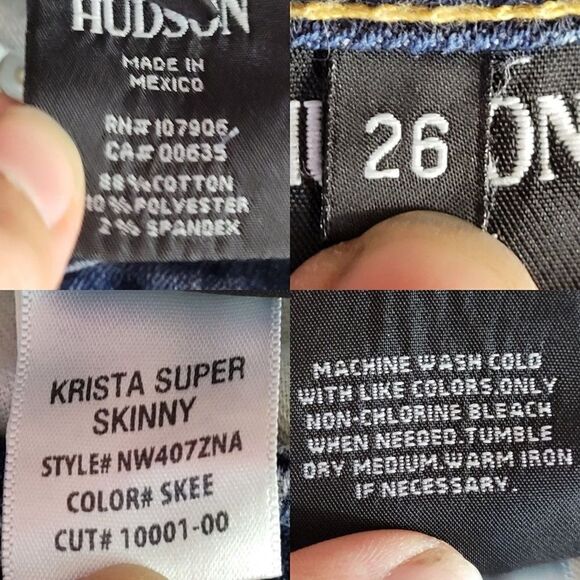 HUDSON
MADE IN
MEXICO
RN# 107906
CA# 00635
88 % COTTON
10 % POLYESTER
2 % SPANDEX
26
ON
KRISTA SUPER
SKINNY
STYLE# NW407ZNA
COLOR# SKEE
CUT# 10001-00
MACHINE WASH COLD
WITH LIKE COLORS.ONLY
NON-CHLORINE BLEACH
WHEN NEEDED.TUMBLE
DRY MEDIUM.WARM IRON
IF NECESSARY.